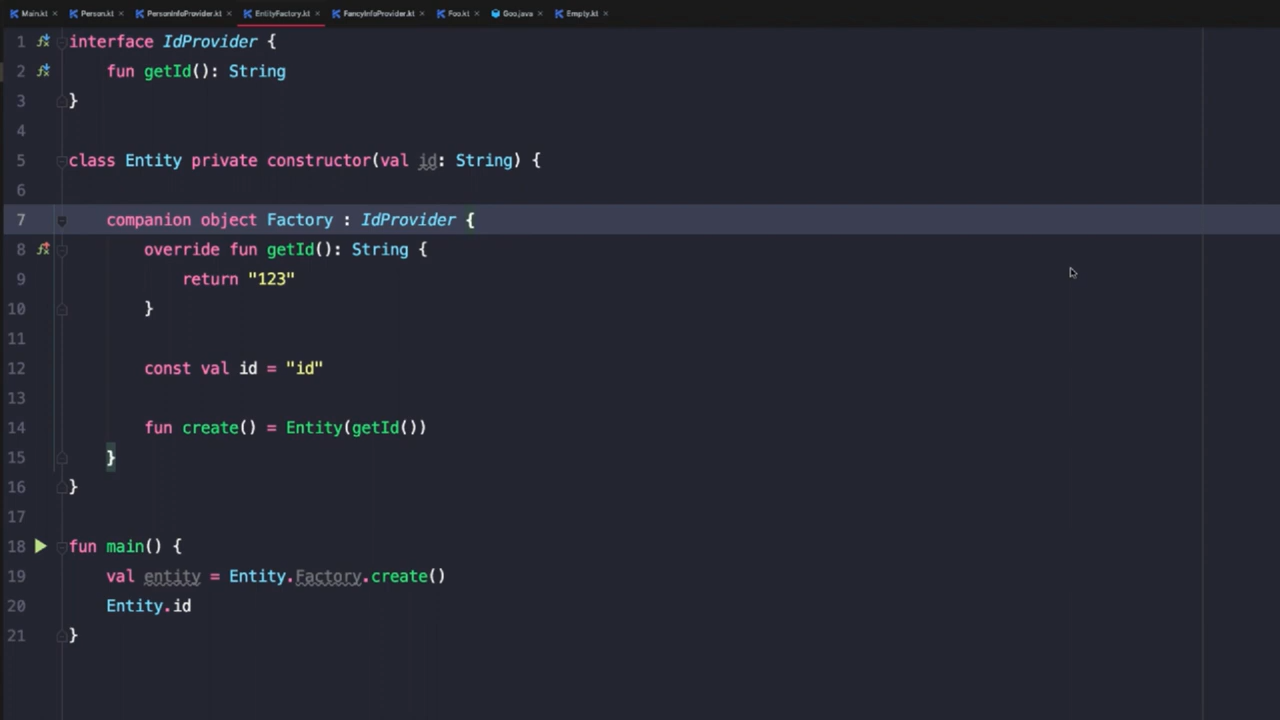 Main.kt × Person.kt × PersonInfoProvider.kt × EntityFactory.kt × FancyInfoProvider.kt × Foo.kt × Goo.java × Empty.kt ×
1 interface IdProvider {
2 fun getId(): String
3 }
4
5 class Entity private constructor(val id: String) {
6
7 companion object Factory : IdProvider {
8 override fun getId(): String {
9 return "123"
10 }
11
12 const val id = "id"
13
14 fun create() = Entity(getId())
15 }
16 }
17
18 fun main() {
19 val entity = Entity.Factory.create()
20 Entity.id
21 }